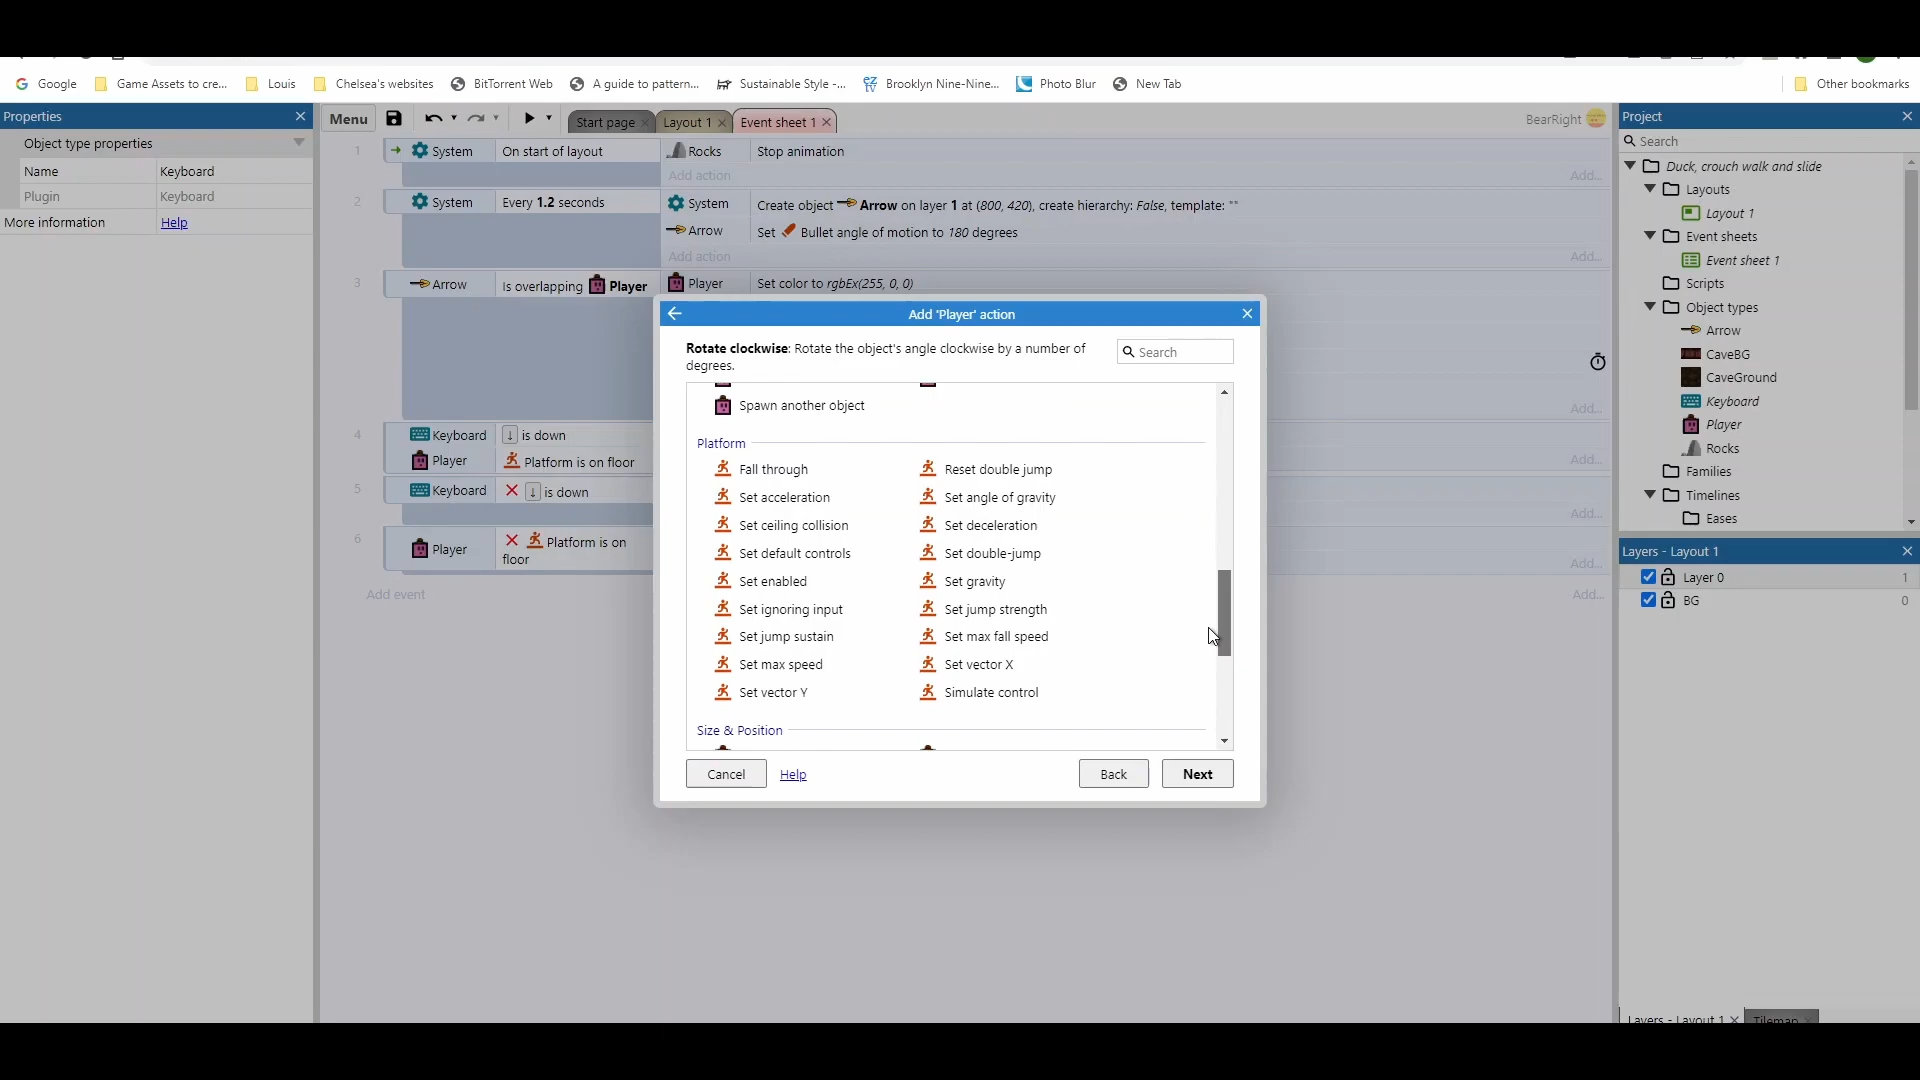 Google
Game Assets to cre...
Louis
Chelsea's websites
BitTorrent Web
A guide to pattern...
Sustainable Style -...
Brooklyn Nine-Nine...
Photo Blur
New Tab
Other bookmarks
Properties
Object type properties
Name Keyboard
Plugin Keyboard
More information Help
Menu
Start page
Layout 1
Event sheet 1
BearRight
1 System On start of layout Rocks Stop animation
Add action Add...
2 System Every 1.2 seconds System Create object Arrow on layer 1 at (800, 420), create hierarchy: False, template: ""
Arrow Set Bullet angle of motion to 180 degrees
Add action Add...
3 Arrow Is overlapping Player Player Set color to rgbEx(255, 0, 0)
Add...
4 Keyboard ↓ is down
Player Platform is on floor Add...
5 Keyboard ↓ is down
Add...
6 Player Platform is on
floor Add...
Add event Add...
Add 'Player' action
Rotate clockwise: Rotate the object's angle clockwise by a number of
degrees.
Search
Spawn another object
Platform
Fall through Reset double jump
Set acceleration Set angle of gravity
Set ceiling collision Set deceleration
Set default controls Set double-jump
Set enabled Set gravity
Set ignoring input Set jump strength
Set jump sustain Set max fall speed
Set max speed Set vector X
Set vector Y Simulate control
Size & Position
Cancel Help Back Next
Project
Search
Duck, crouch walk and slide
Layouts
Layout 1
Event sheets
Event sheet 1
Scripts
Object types
Arrow
CaveBG
CaveGround
Keyboard
Player
Rocks
Families
Timelines
Eases
Layers - Layout 1
Layer 0 1
BG 0
Layers - Layout 1
Tilemap